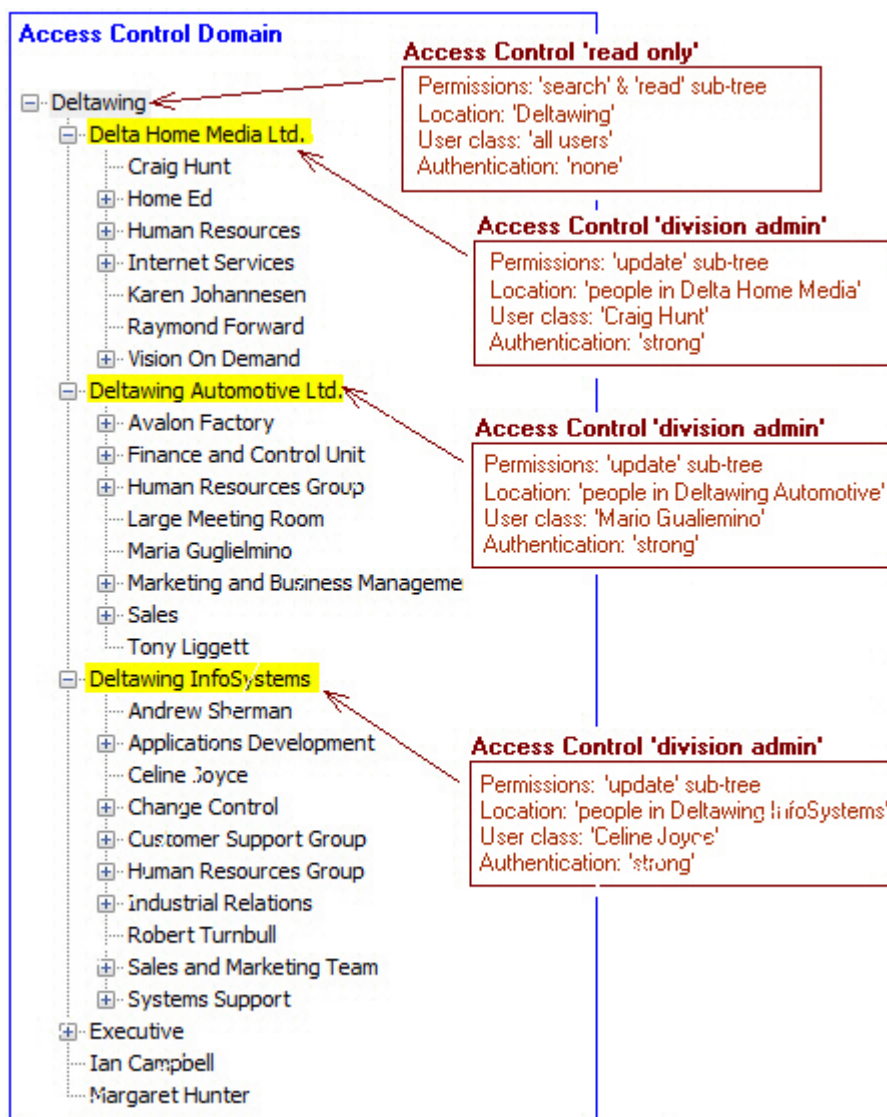 Access Control Domain
Access Control 'read only'
Permissions: 'search' & 'read' sub-tree
Location: 'Deltawing'
User class: 'all users'
Authentication: 'none'
Deltawing
Delta Home Media Ltd.
Craig Hunt
Home Ed
Human Resources
Internet Services
Karen Johannesen
Raymond Forward
Vision On Demand
Access Control 'division admin'
Permissions: 'update' sub-tree
Location: 'people in Delta Home Media'
User class: 'Craig Hunt'
Authentication: 'strong'
Deltawing Automotive Ltd.
Avalon Factory
Finance and Control Unit
Human Resources Group
Large Meeting Room
Maria Guglielmino
Marketing and Business Manageme
Sales
Tony Liggett
Access Control 'division admin'
Permissions: 'update' sub-tree
Location: 'people in Deltawing Automotive'
User class: 'Mario Gualiemino'
Authentication: 'strong'
Deltawing InfoSystems
Andrew Sherman
Applications Development
Celine Joyce
Change Control
Customer Support Group
Human Resources Group
Industrial Relations
Robert Turnbull
Sales and Marketing Team
Systems Support
Access Control 'division admin'
Permissions: 'update' sub-tree
Location: 'people in Deltawing InfoSystems'
User class: 'Celine Joyce'
Authentication: 'strong'
Executive
Ian Campbell
Margaret Hunter